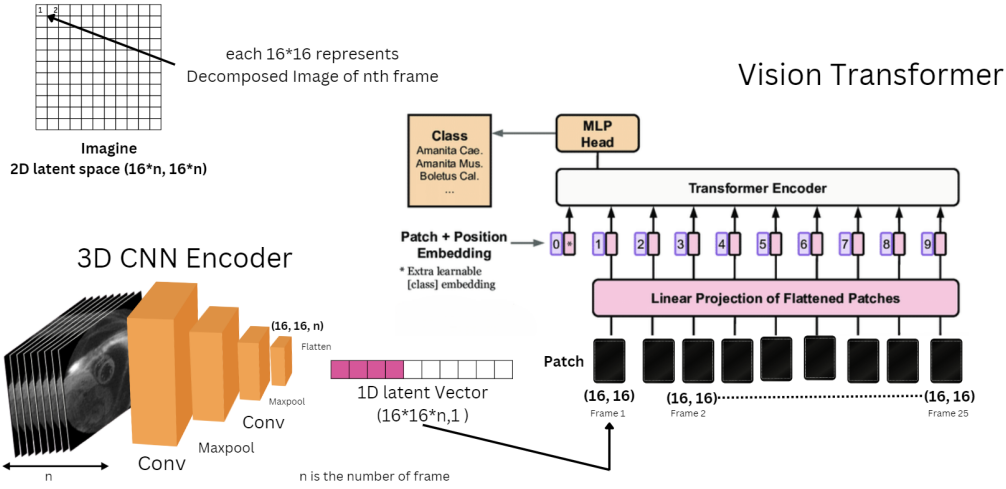 1 2
each 16*16 represents
Decomposed Image of nth frame
Imagine
2D latent space (16*n, 16*n)
Vision Transformer
Class
Amanita Cae.
Amanita Mus.
Boletus Cal.
...
MLP
Head
Transformer Encoder
Patch + Position
Embedding
* Extra learnable
[class] embedding
0 * 1 2 3 4 5 6 7 8 9
Linear Projection of Flattened Patches
Patch
(16, 16) (16, 16) (16, 16)
Frame 1 Frame 2 Frame 25
3D CNN Encoder
(16, 16, n)
Flatten
Maxpool
Conv
Maxpool
Conv
n
1D latent Vector
(16*16*n,1 )
n is the number of frame